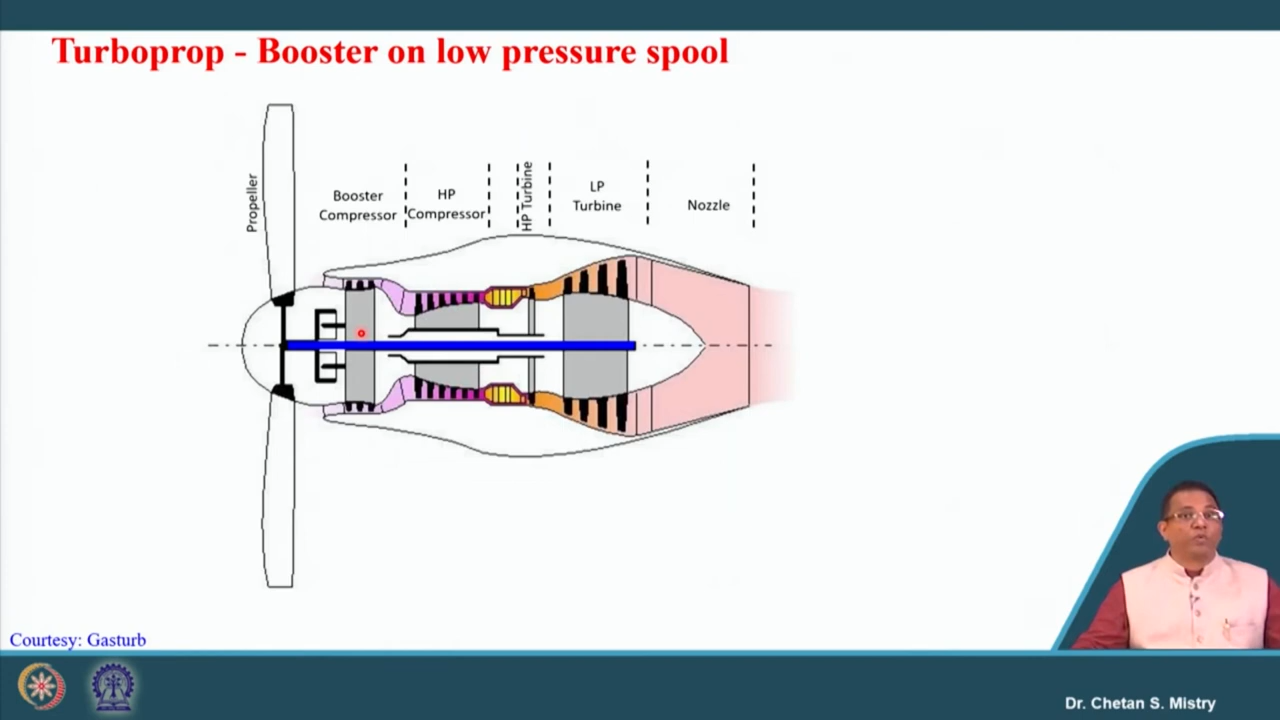 Turboprop - Booster on low pressure spool
Propeller
Booster
Compressor
HP
Compressor
HP Turbine
LP
Turbine
Nozzle
Courtesy: Gasturb
Dr. Chetan S. Mistry